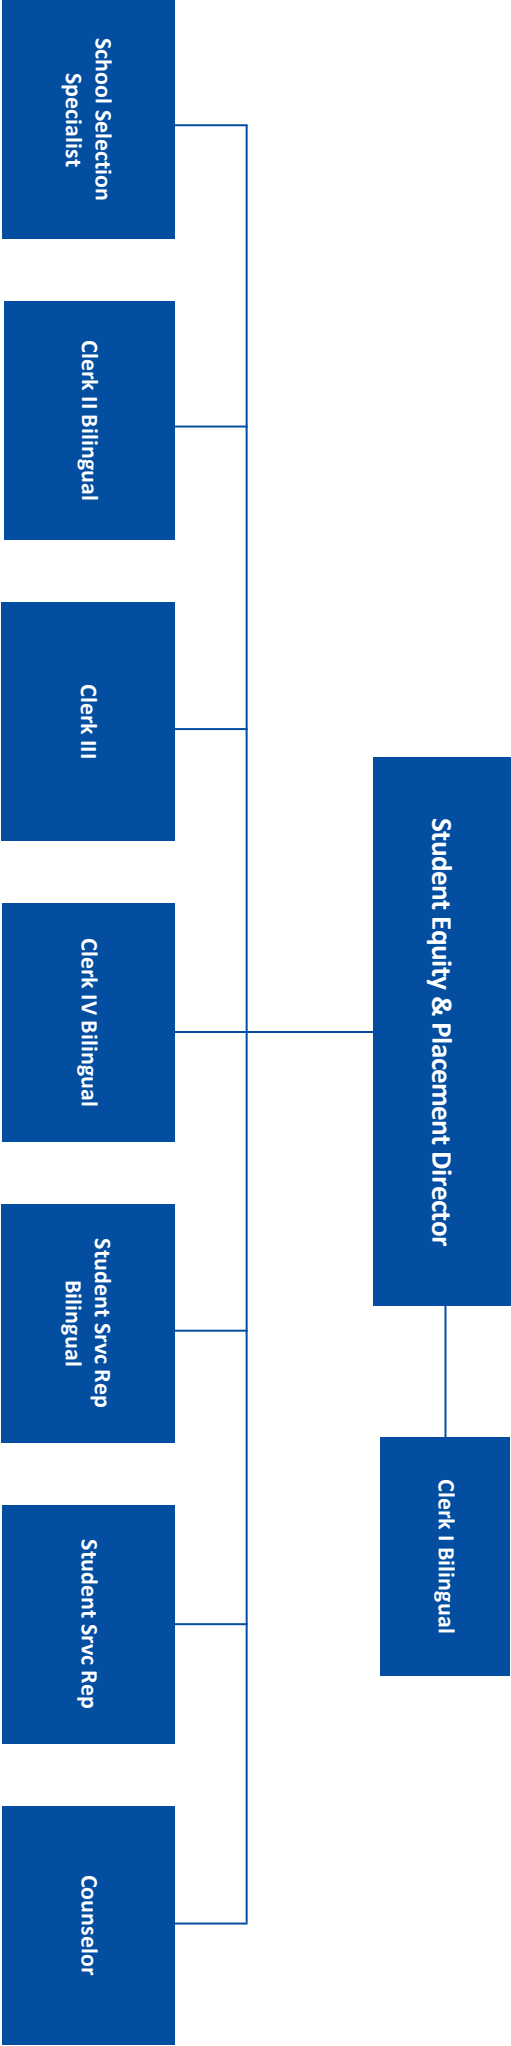 Student Equity & Placement Director
Clerk I Bilingual
School Selection
Specialist
Clerk II Bilingual
Clerk III
Clerk IV Bilingual
Student Srvc Rep
Bilingual
Student Srvc Rep
Counselor